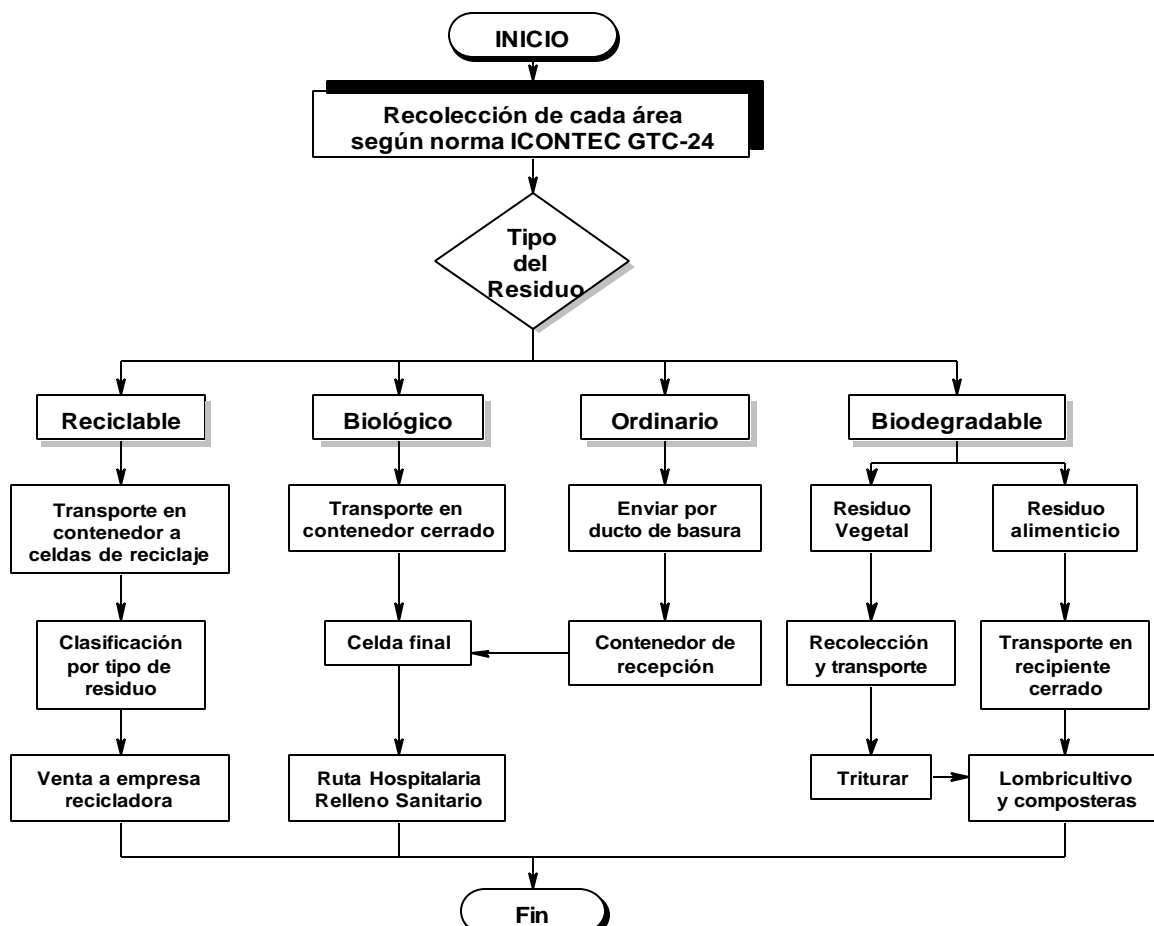 INICIO
Recolección de cada área
según norma ICONTEC GTC-24
Tipo
del
Residuo
Reciclable
Biológico
Ordinario
Biodegradable
Transporte en
contenedor a
celdas de reciclaje
Transporte en
contenedor cerrado
Enviar por
ducto de basura
Residuo
Vegetal
Residuo
alimenticio
Clasificación
por tipo de
residuo
Celda final
Contenedor de
recepción
Recolección
y transporte
Transporte en
recipiente
cerrado
Venta a empresa
recicladora
Ruta Hospitalaria
Relleno Sanitario
Triturar
Lombricultivo
y composteras
Fin